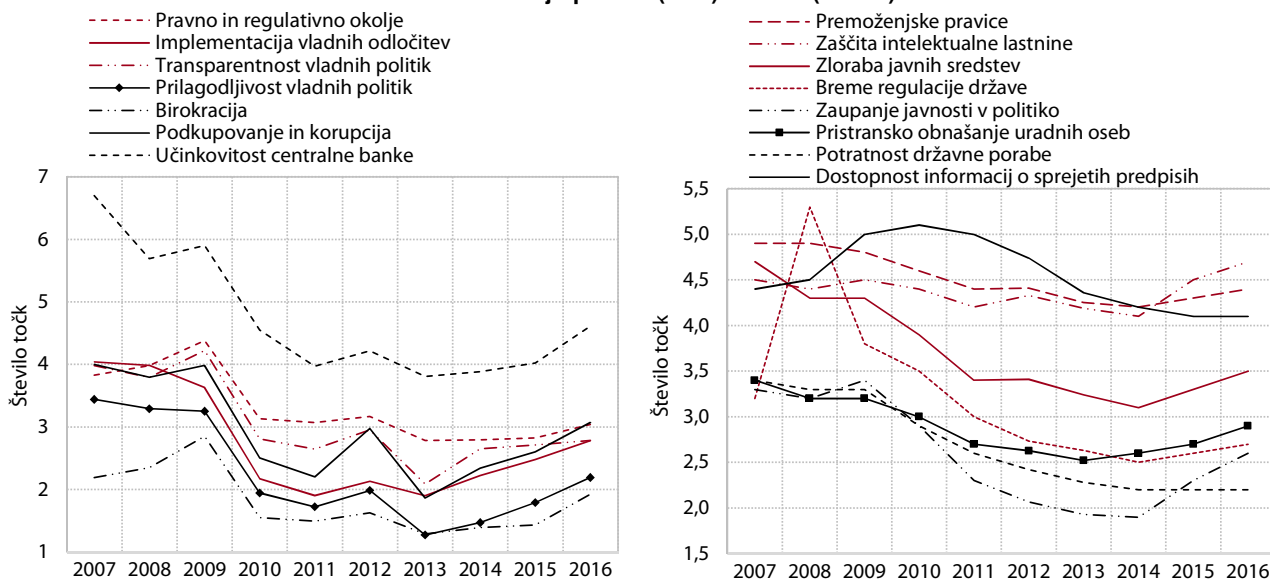 Pravno in regulativno okolje
Implementacija vladnih odločitev
Transparentnost vladnih politik
Prilagodljivost vladnih politik
Birokracija
Podkupovanje in korupcija
Učinkovitost centralne banke
7
6
5
4
3
2
1
Število točk
2007 2008 2009 2010 2011 2012 2013 2014 2015 2016
Premoženjske pravice
Zaščita intelektualne lastnine
Zloraba javnih sredstev
Breme regulacije države
Zaupanje javnosti v politiko
Pristransko obnašanje uradnih oseb
Potratnost državne porabe
Dostopnost informacij o sprejetih predpisih
5,5
5,0
4,5
4,0
3,5
3,0
2,5
2,0
1,5
Število točk
2007 2008 2009 2010 2011 2012 2013 2014 2015 2016